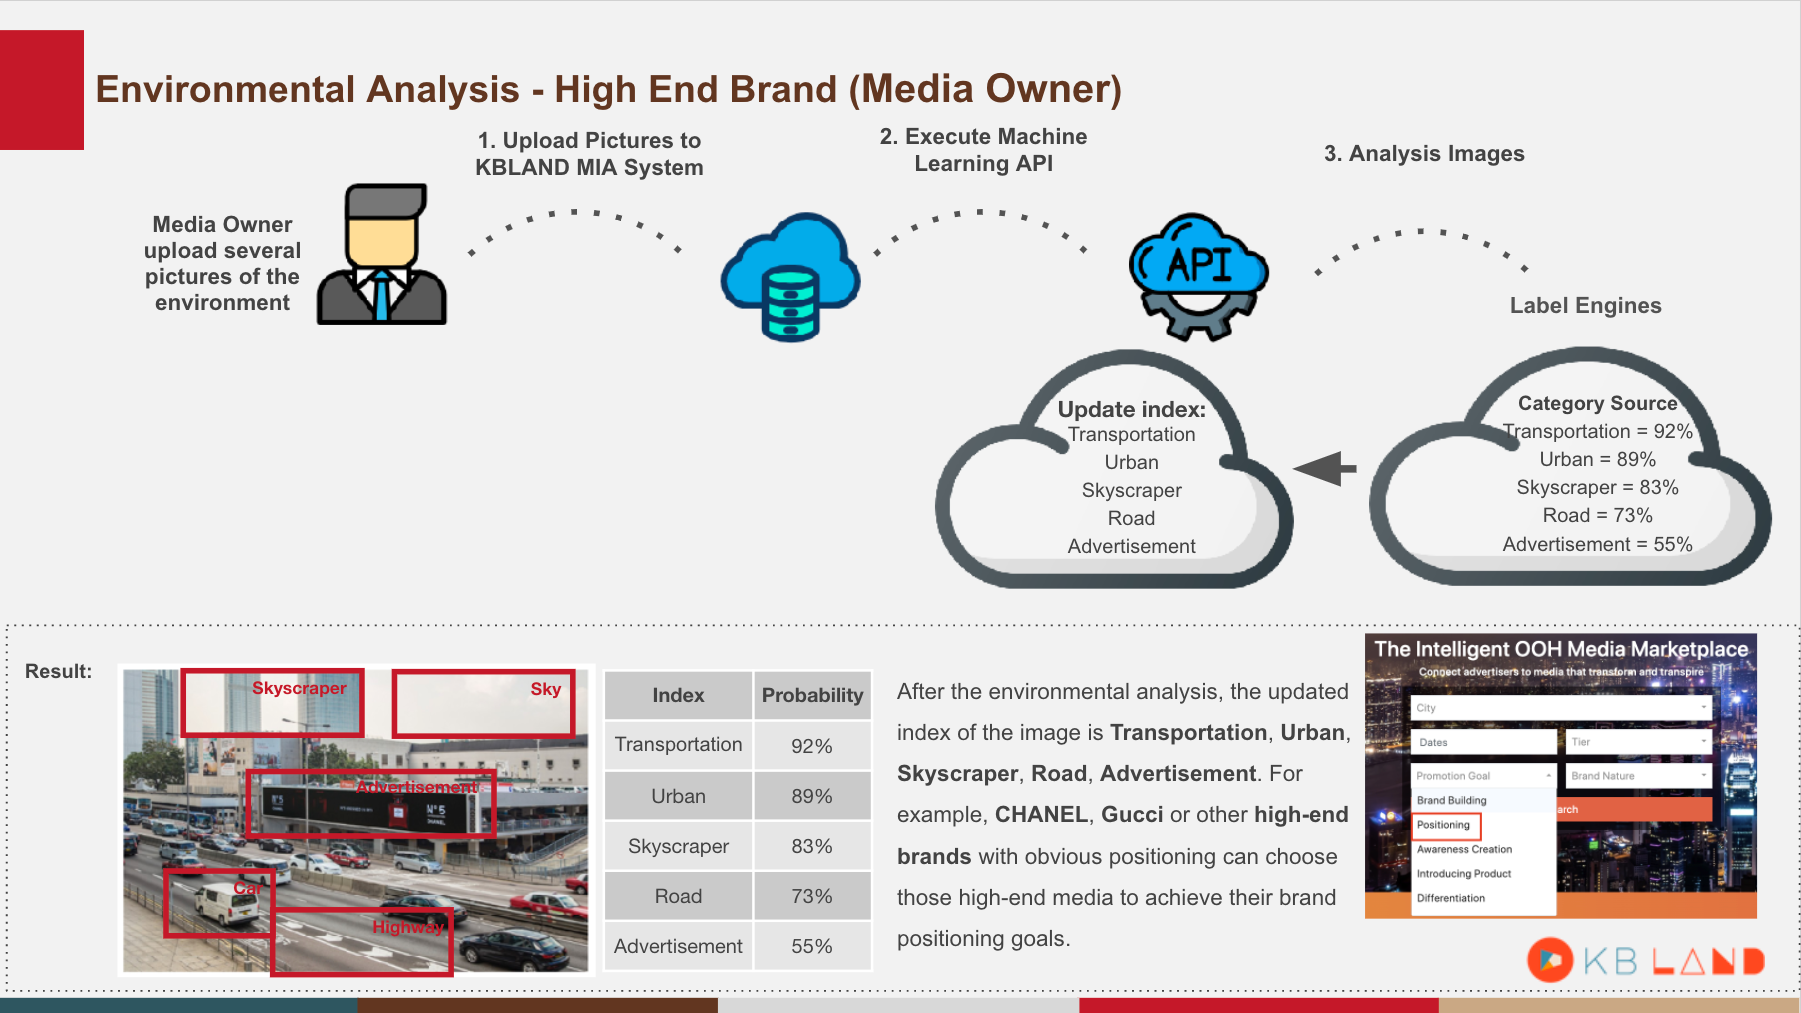 Environmental Analysis - High End Brand (Media Owner)
1. Upload Pictures to
KBLAND MIA System
2. Execute Machine
Learning API
3. Analysis Images
Media Owner
upload several
pictures of the
environment
API
Label Engines
Update index:
Transportation
Urban
Skyscraper
Road
Advertisement
Category Source
Transportation = 92%
Urban = 89%
Skyscraper = 83%
Road = 73%
Advertisement = 55%
Result:
Skyscraper
Sky
Advertisement
N°5
N°5
CHANEL
Car
Highway
Index Probability
Transportation 92%
Urban 89%
Skyscraper 83%
Road 73%
Advertisement 55%
After the environmental analysis, the updated
index of the image is Transportation, Urban,
Skyscraper, Road, Advertisement. For
example, CHANEL, Gucci or other high-end
brands with obvious positioning can choose
those high-end media to achieve their brand
positioning goals.
The Intelligent OOH Media Marketplace
Connect advertisers to media that transform and transpire
City
Dates Tier
Promotion Goal Brand Nature
Brand Building
arch
Positioning
Awareness Creation
Introducing Product
Differentiation
KB LAND